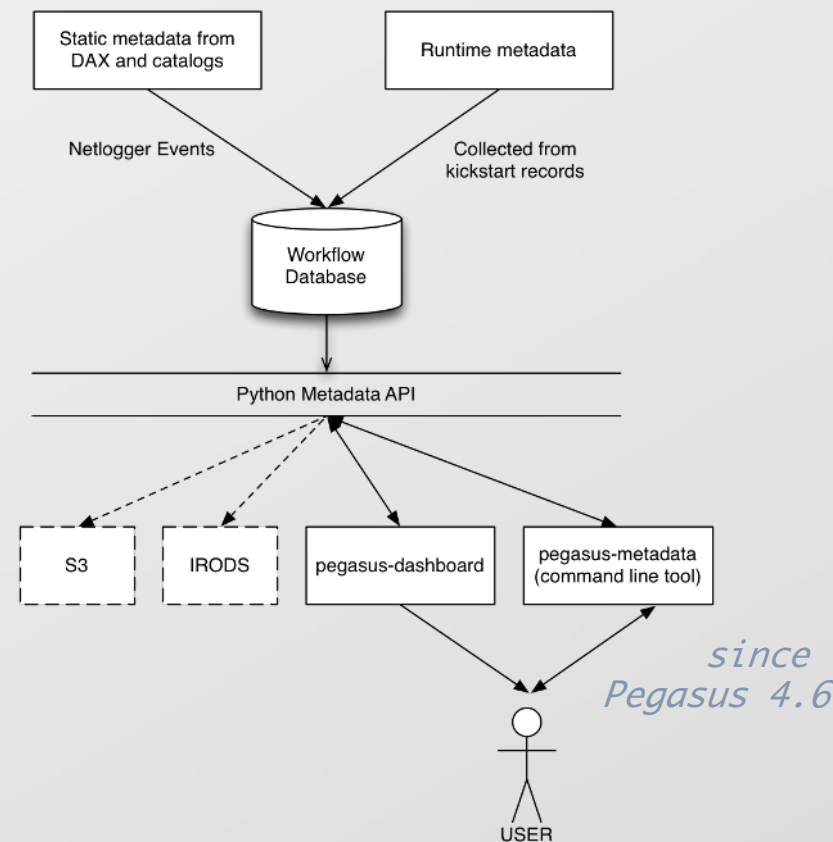 Static metadata from
DAX and catalogs
Runtime metadata
Netlogger Events
Collected from
kickstart records
Workflow
Database
Python Metadata API
S3
IRODS
pegasus-dashboard
pegasus-metadata
(command line tool)
since
Pegasus 4.6
USER